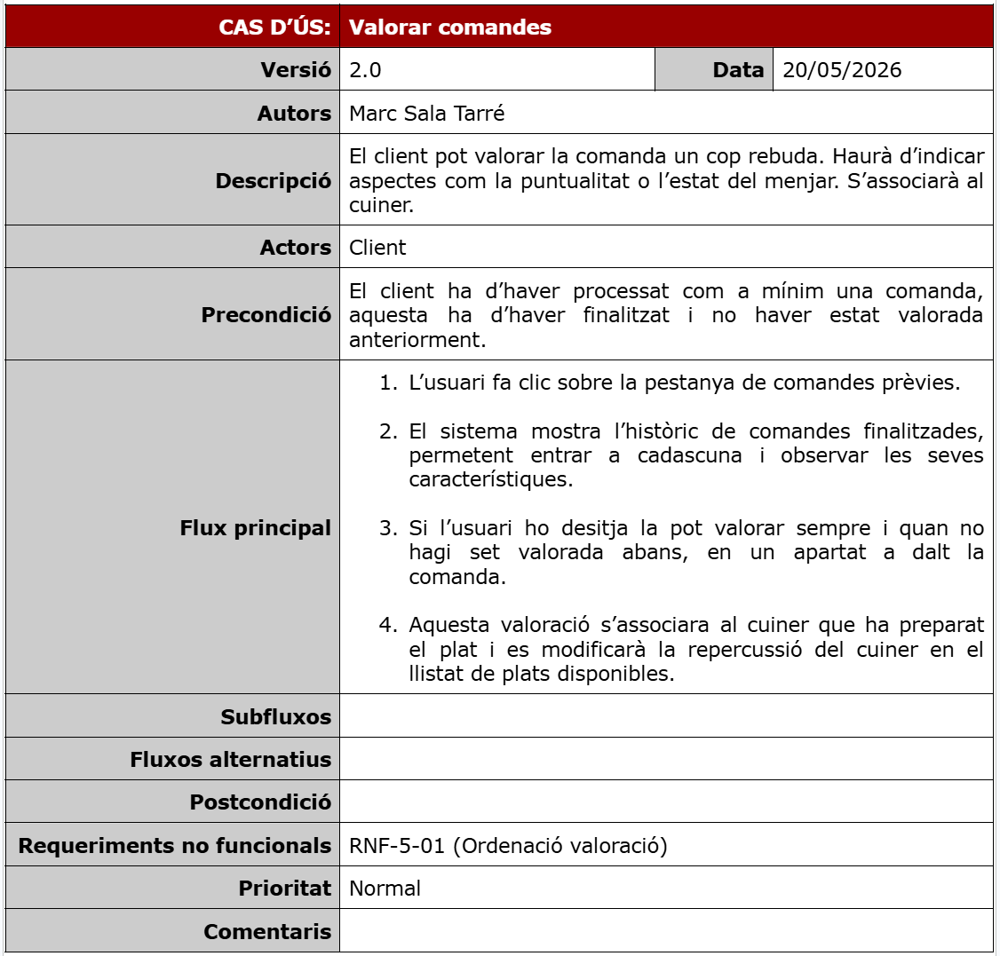 CAS D’ÚS: Valorar comandes
Versió 2.0 Data 20/05/2026
Autors Marc Sala Tarré
Descripció
El client pot valorar la comanda un cop rebuda. Haurà d’indicar
aspectes com la puntualitat o l’estat del menjar. S’associarà al
cuiner.
Actors Client
Precondició
El client ha d’haver processat com a mínim una comanda,
aquesta ha d’haver finalitzat i no haver estat valorada
anteriorment.
Flux principal
1. L’usuari fa clic sobre la pestanya de comandes prèvies.
2. El sistema mostra l’històric de comandes finalitzades,
permetent entrar a cadascuna i observar les seves
característiques.
3. Si l’usuari ho desitja la pot valorar sempre i quan no
hagi set valorada abans, en un apartat a dalt la
comanda.
4. Aquesta valoració s’associara al cuiner que ha preparat
el plat i es modificarà la repercussió del cuiner en el
llistat de plats disponibles.
Subfluxos
Fluxos alternatius
Postcondició
Requeriments no funcionals RNF-5-01 (Ordenació valoració)
Prioritat Normal
Comentaris